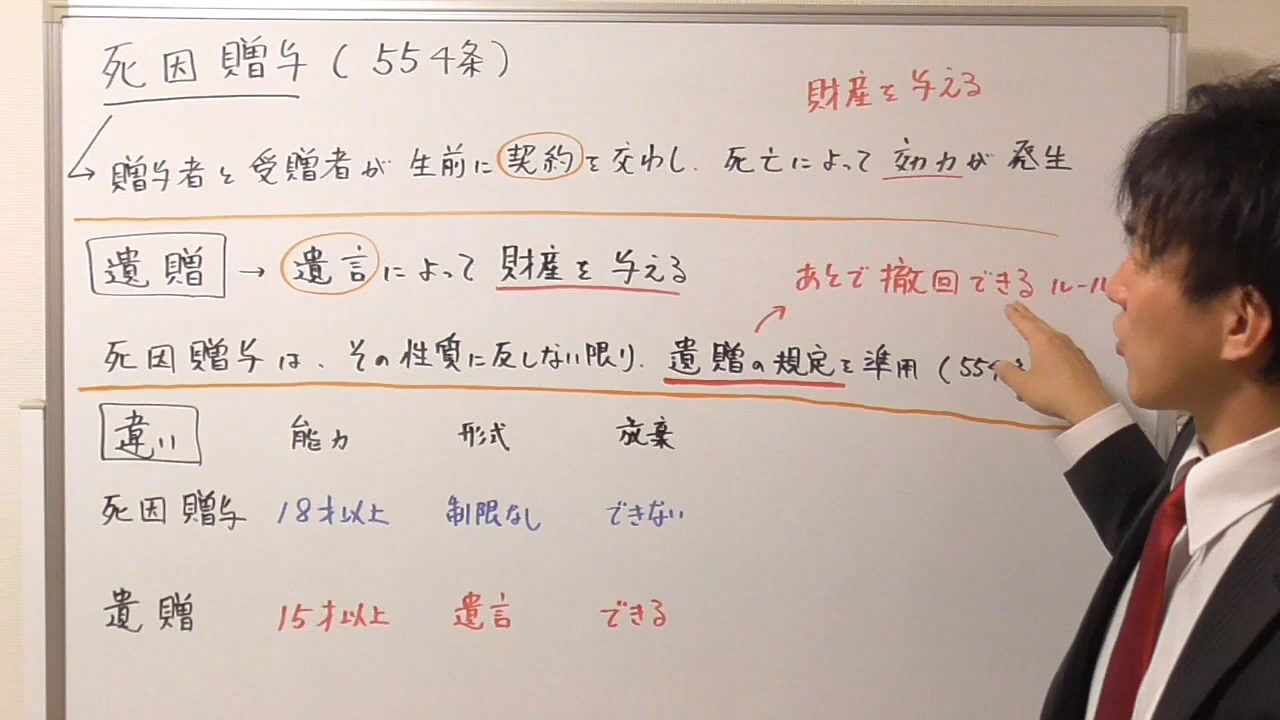 死因贈与(554条)
財産を与える
贈与者と受贈者が生前に契約を交わし、死亡によって効力が発生
遺贈→遺言によって財産を与える
あとで撤回できるルール
死因贈与は、その性質に反しない限り、遺贈の規定を準用(554
違い 能力 形式 放棄
死因贈与 18才以上 制限なし できない
遺贈 15才以上 遺言 できる